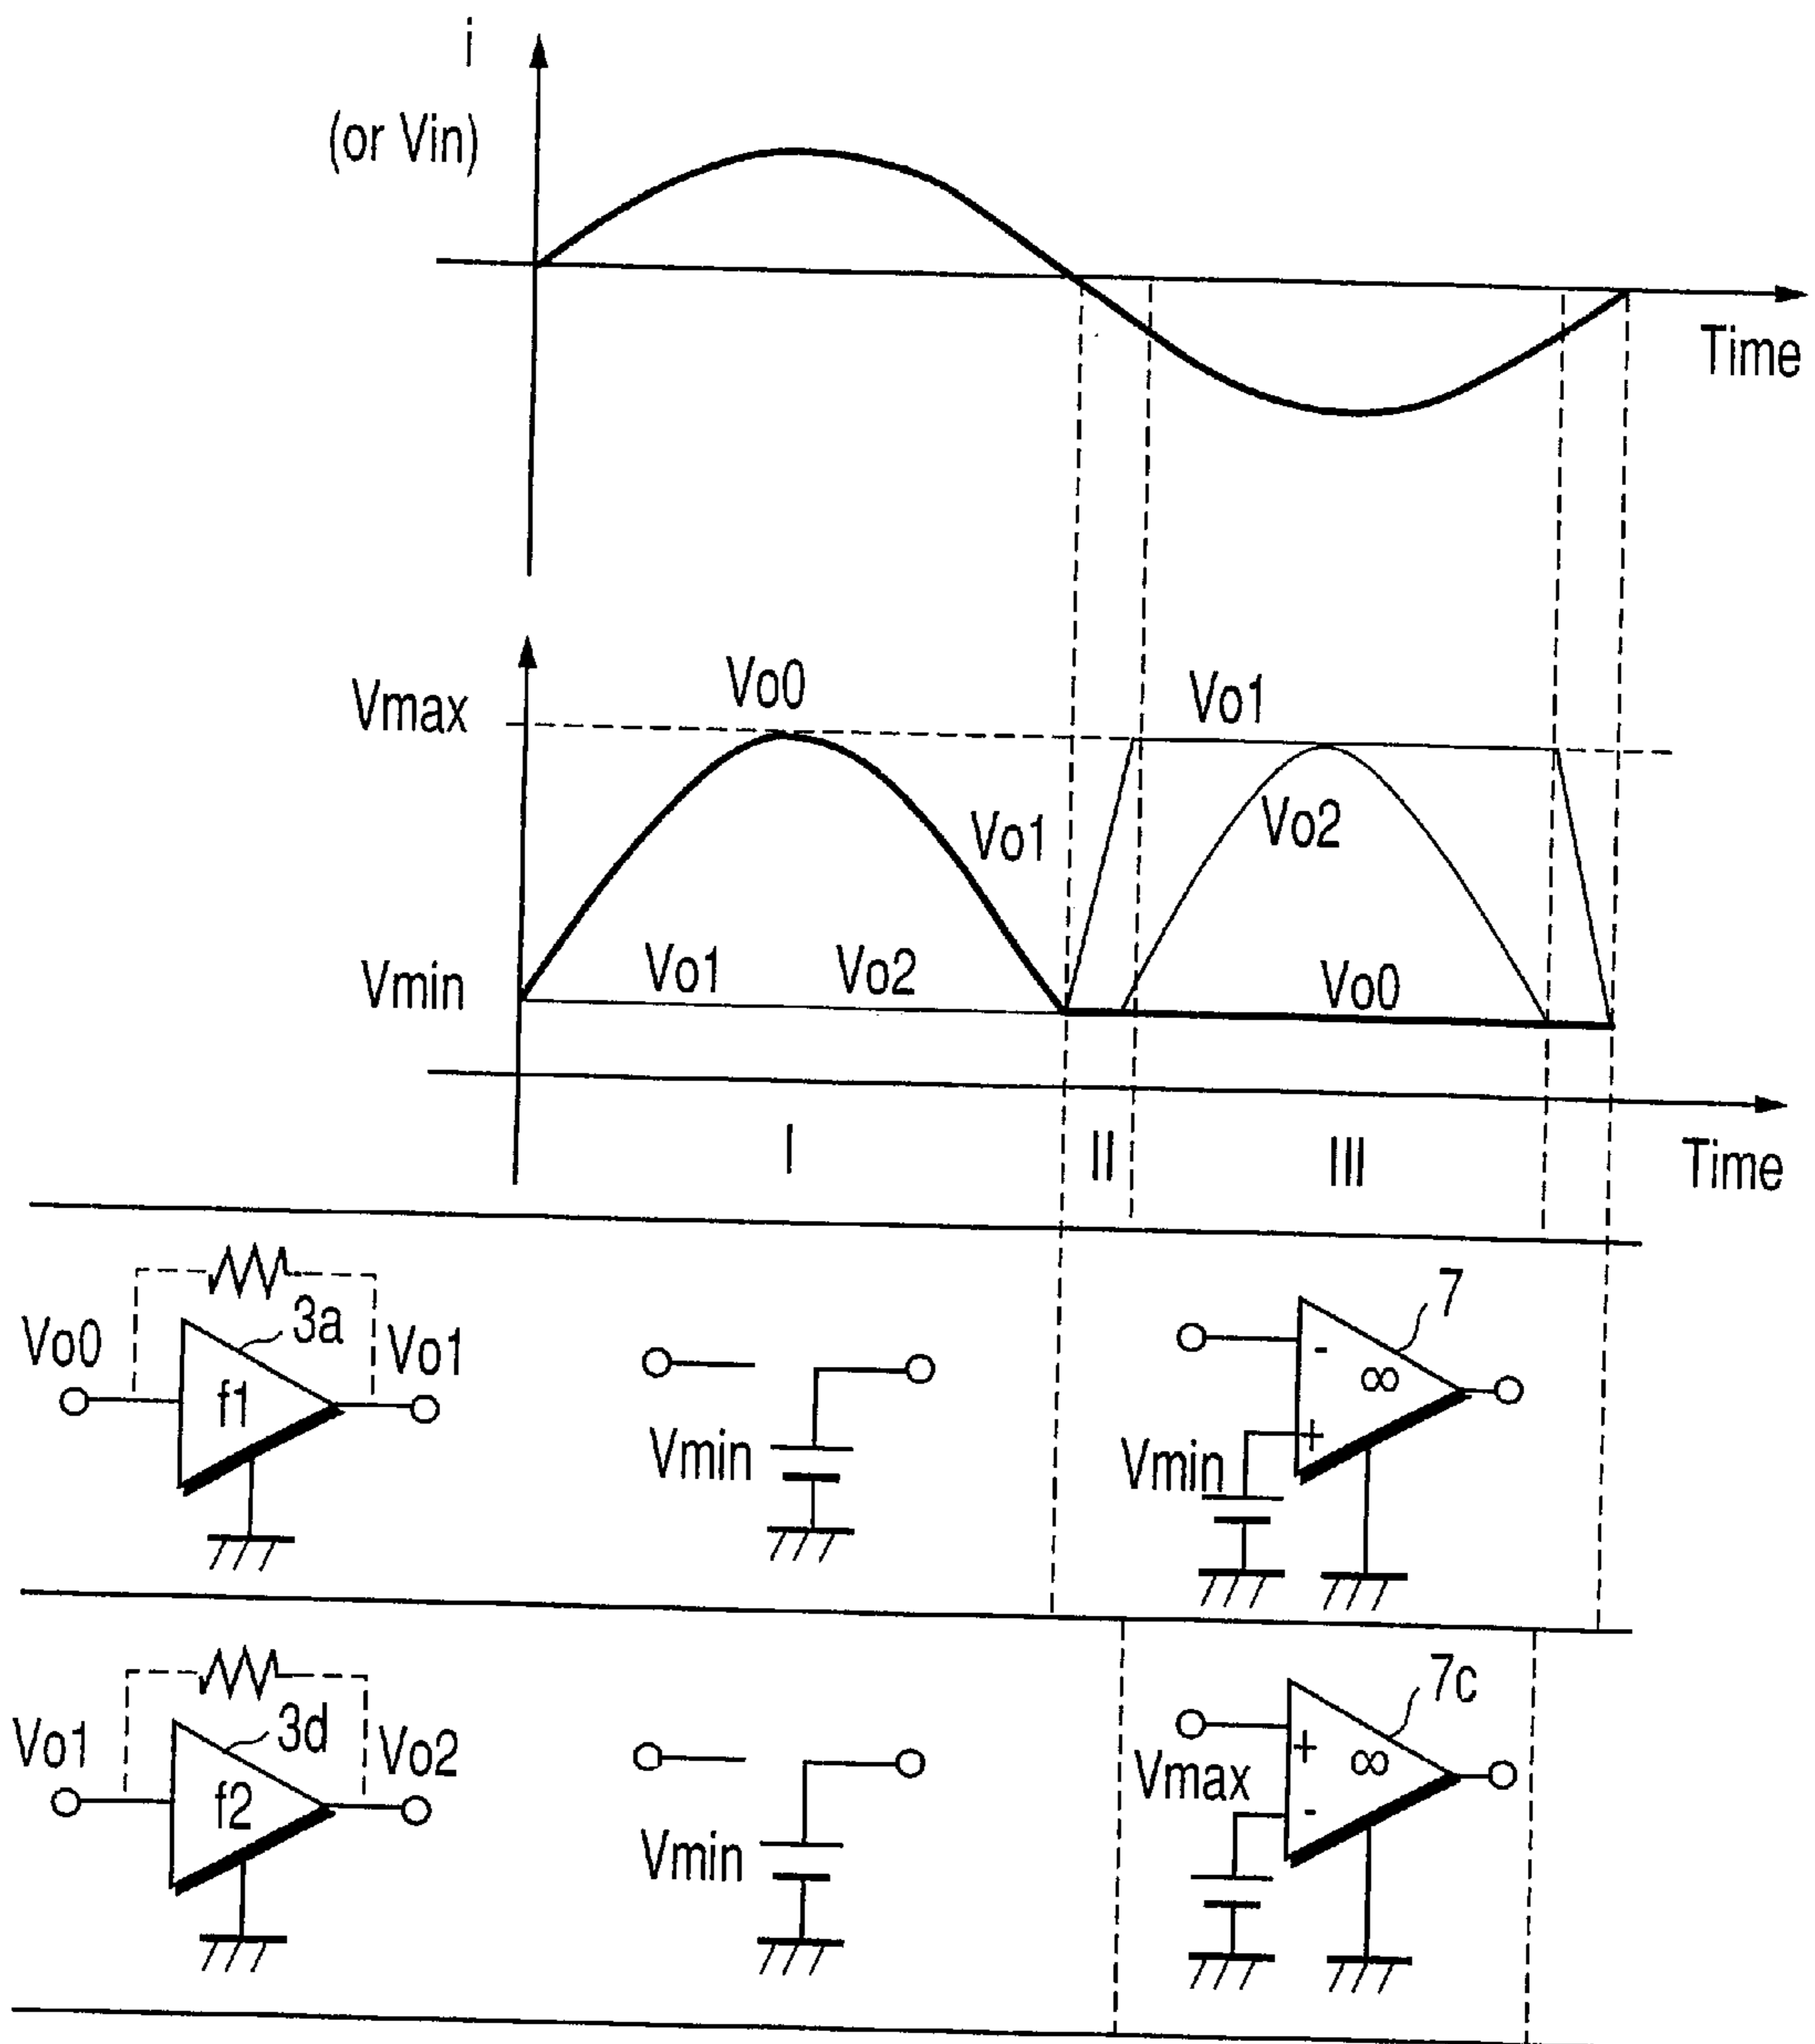 i
(or Vin)
Time
Vmax
Vo0
Vo1
Vo1
Vo2
Vmin
Vo1
Vo2
Vo0
I
II
III
Time
Vo0
3a
Vo1
f1
Vmin
7
-
∞
+
Vmin
Vo1
3d
Vo2
f2
Vmin
7c
+
∞
Vmax
-